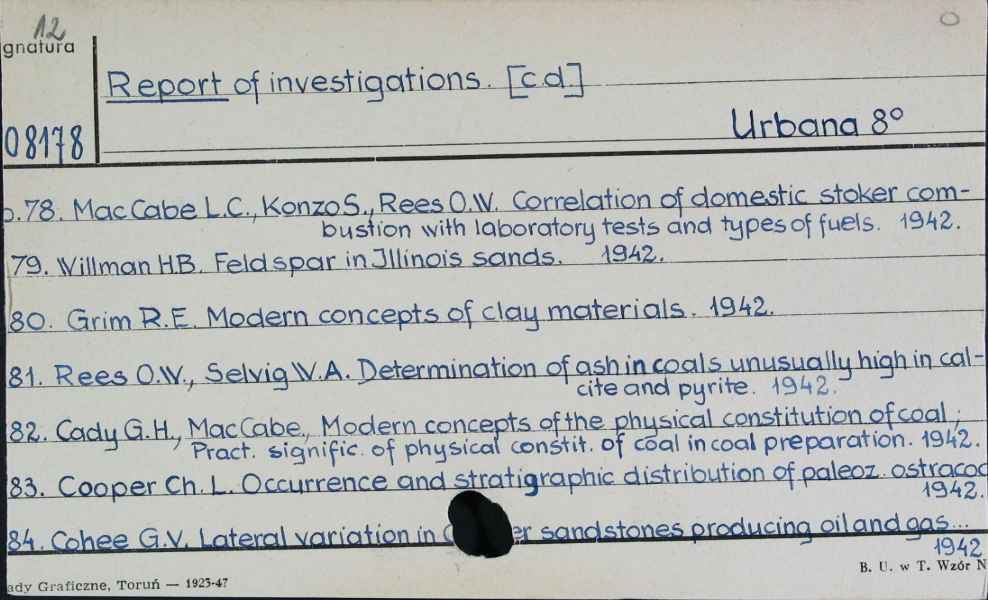 12
gnatura
Report of investigations. [c.d.]
08178
Urbana 8°
p.78. MacCabe L.C., Konzo S., Rees O.W. Correlation of domestic stoker com-
bustion with laboratory tests and types of fuels. 1942.
79. Willman H.B. Feldspar in Illinois sands. 1942.
80. Grim R.E. Modern concepts of clay materials. 1942.
81. Rees O.W., Selvig W.A. Determination of ash in coals unusually high in cal-
cite and pyrite. 1942.
82. Cady G.H., MacCabe, Modern concepts of the physical constitution of coal;
Pract. signific. of physical constit. of coal in coal preparation. 1942.
83. Cooper Ch. L. Occurrence and stratigraphic distribution of paleoz. ostracod
1942.
84. Cohee G.V. Lateral variation in er sandstones producing oil and gas...
1942
ady Graficzne, Toruń — 1923-47
B. U. w T. Wzór N